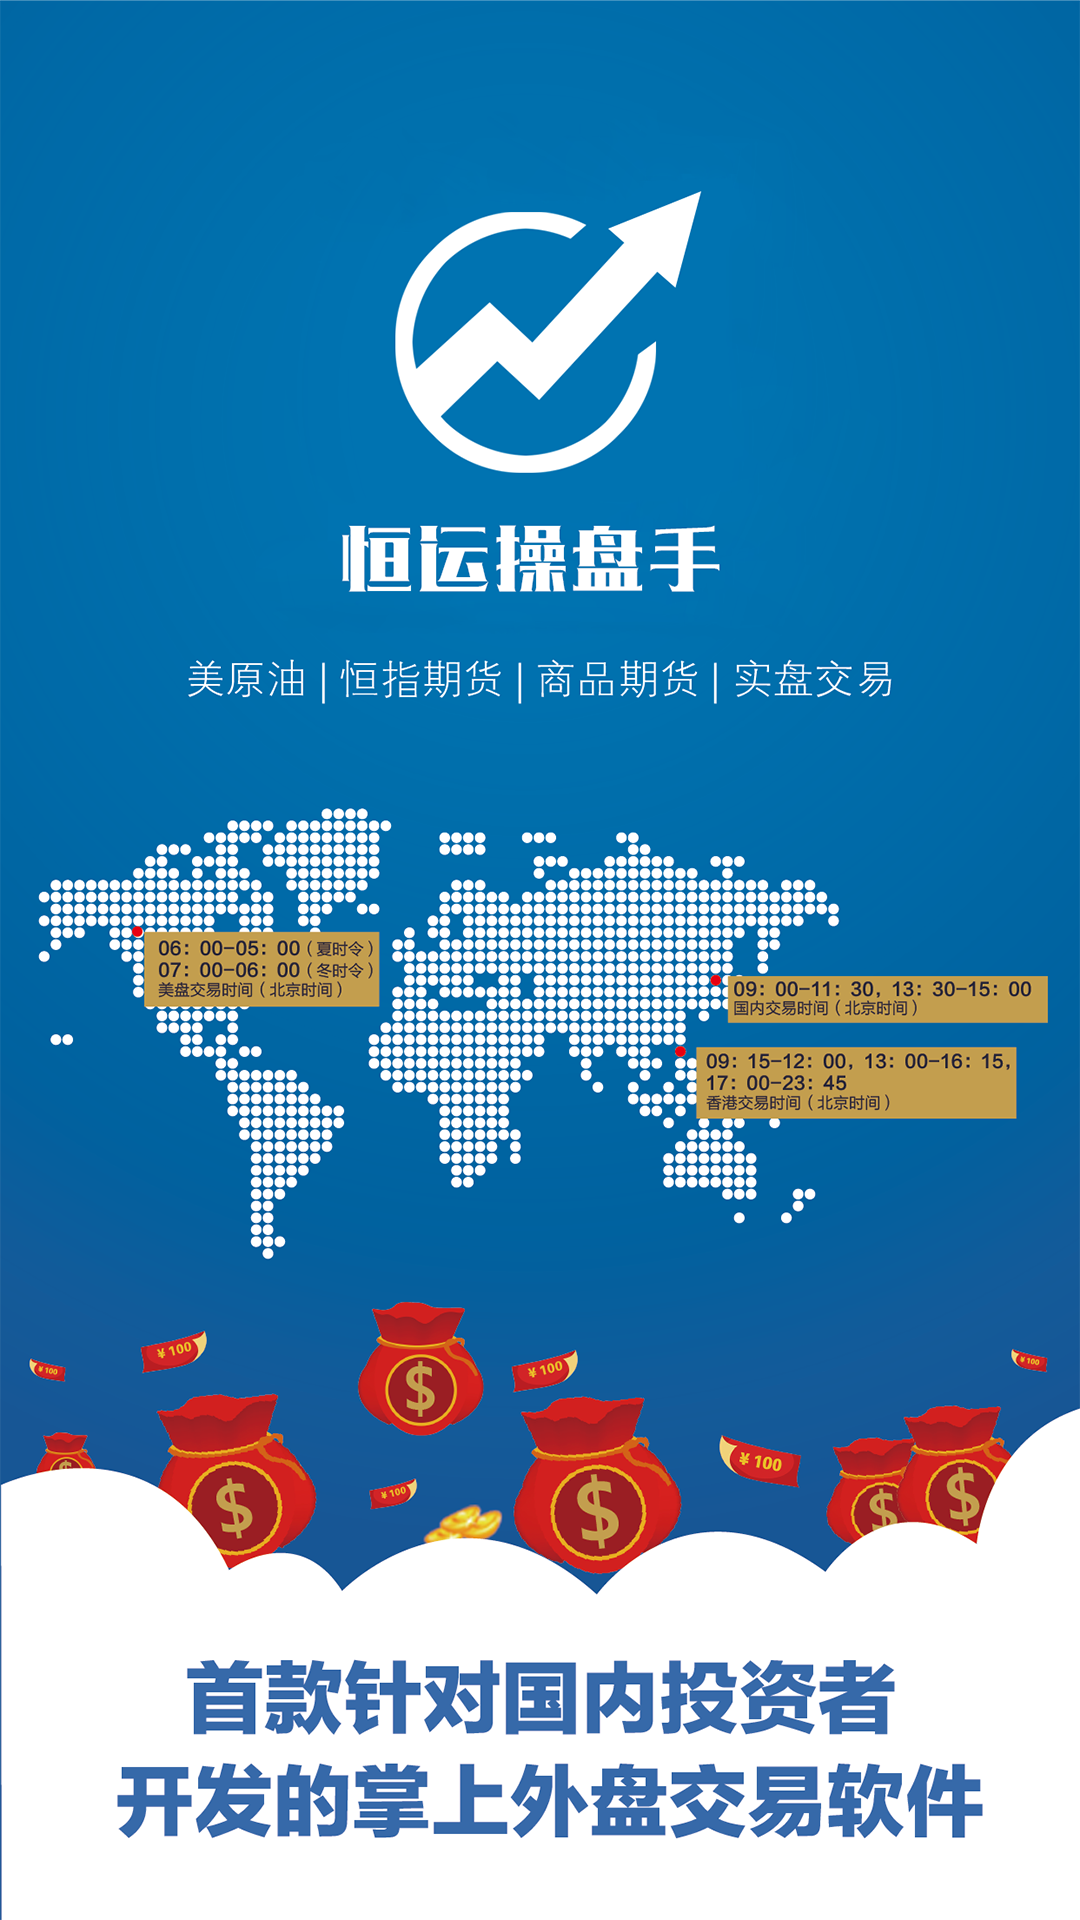 恒运操盘手
美原油 | 恒指期货 | 商品期货 | 实盘交易
06：00-05：00（夏时令）
07：00-06：00（冬时令）
美盘交易时间（北京时间）
09：00-11：30，13：30-15：00
国内交易时间（北京时间）
09：15-12：00，13：00-16：15，
17：00-23：45
香港交易时间（北京时间）
¥100
¥100
¥100
¥100
¥100
¥100
$
$
$
$
$
$
首款针对国内投资者
开发的掌上外盘交易软件